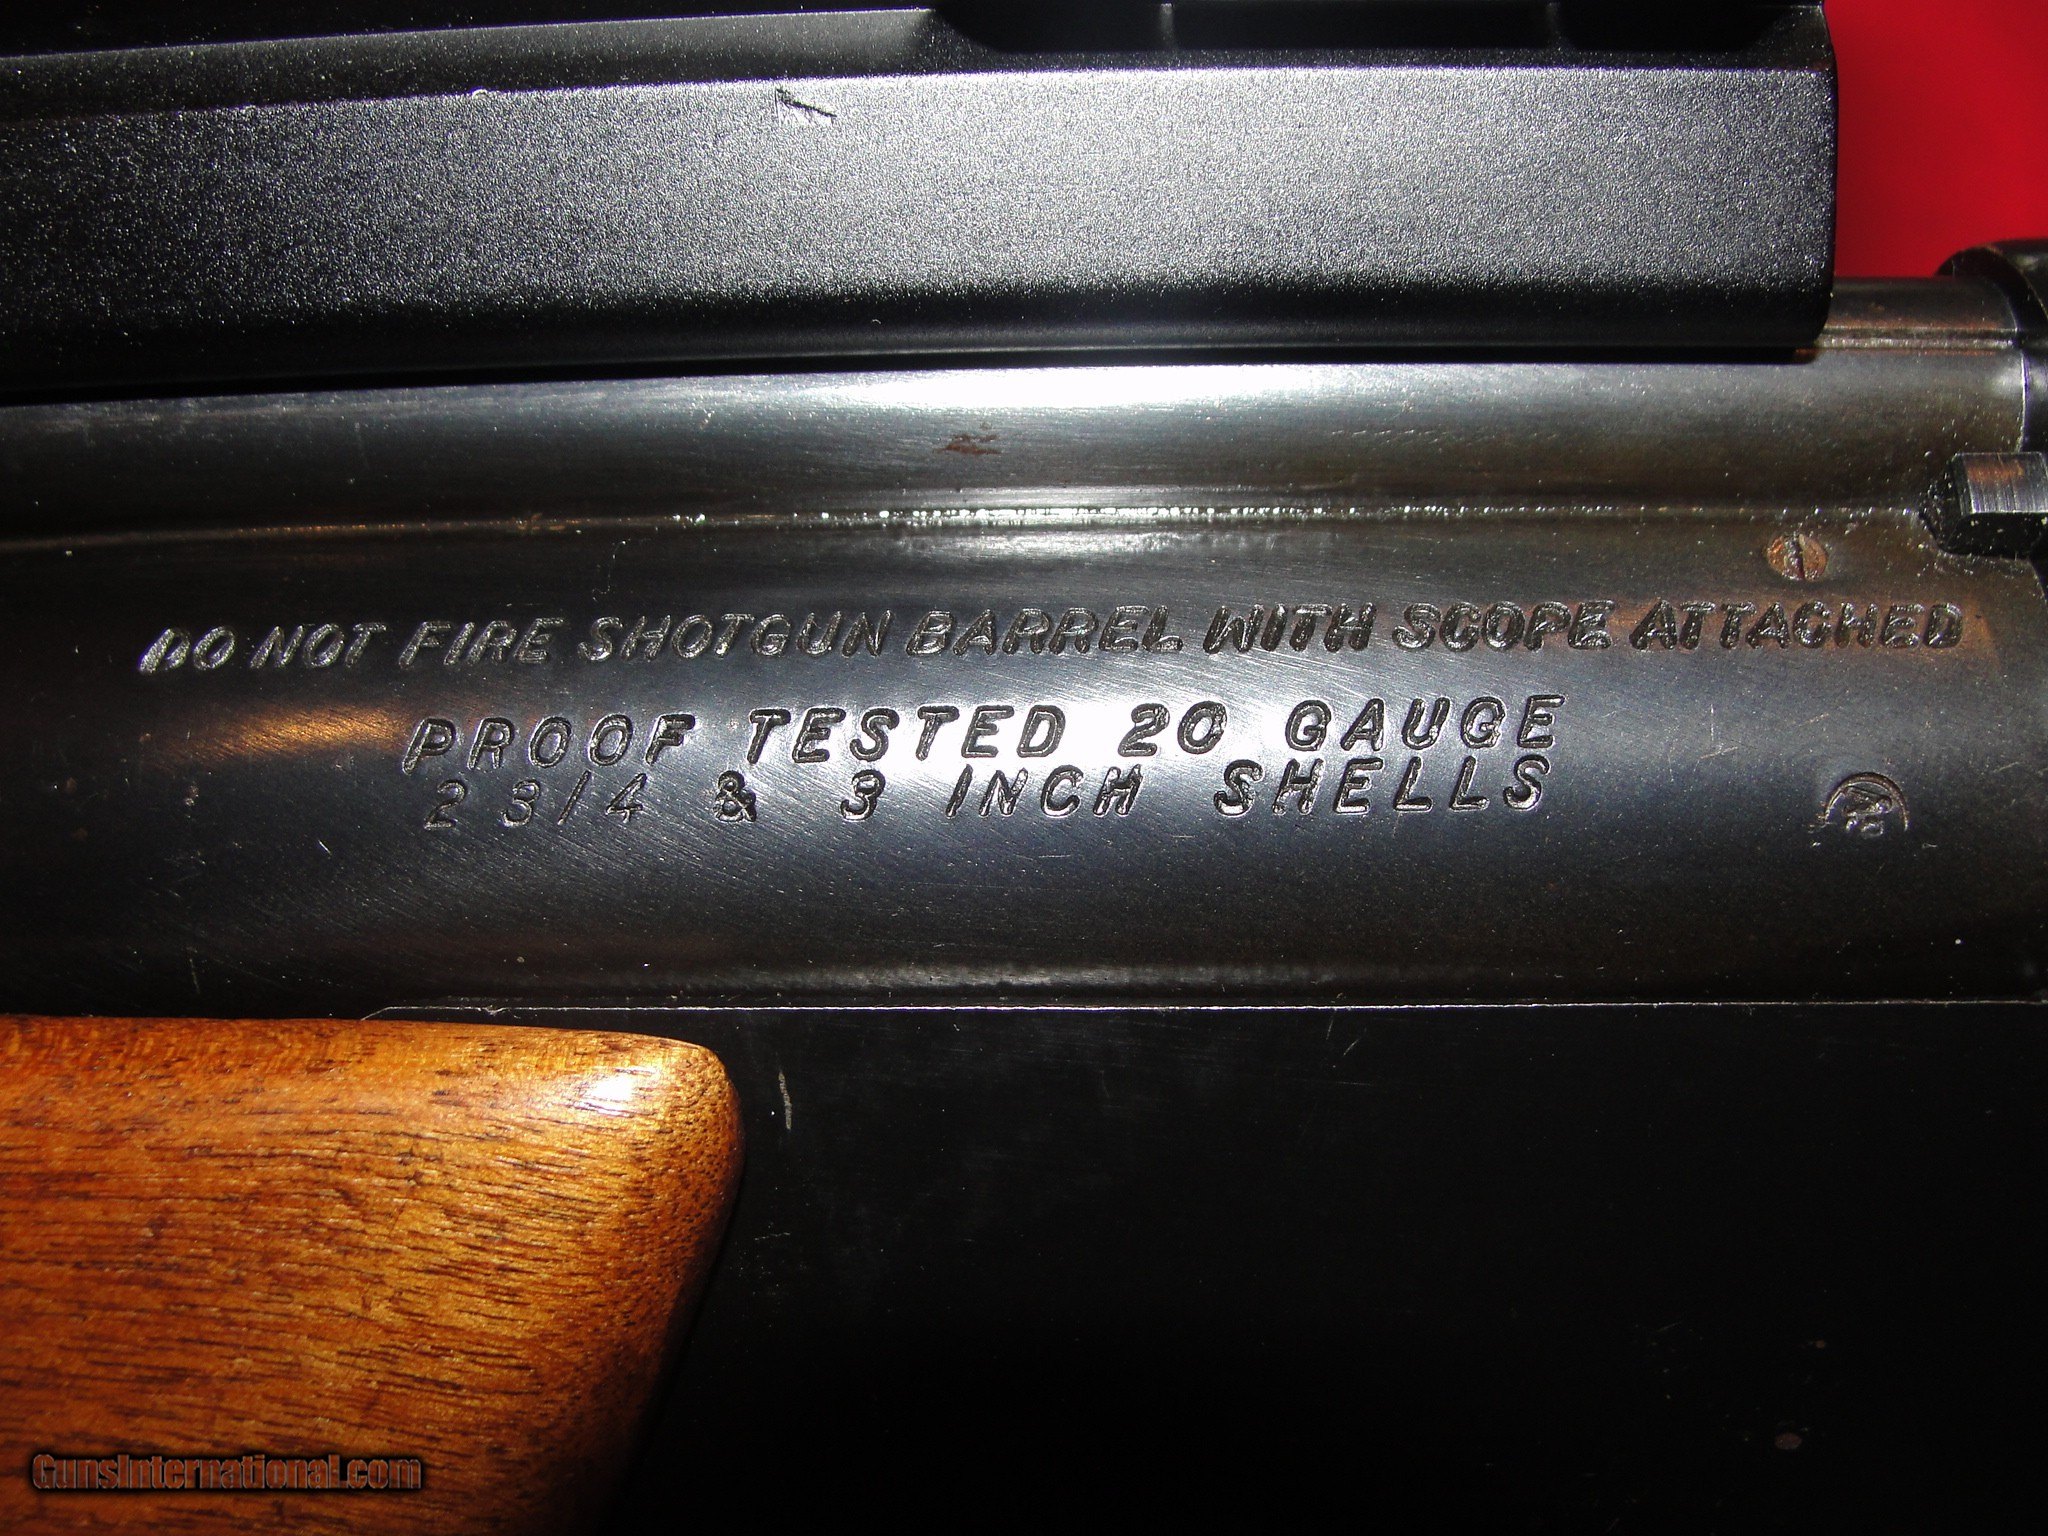 DO NOT FIRE SHOTGUN BARREL WITH SCOPE ATTACHED
PROOF TESTED 20 GAUGE
2 3/4 & 3 INCH SHELLS
GunsInternational.com